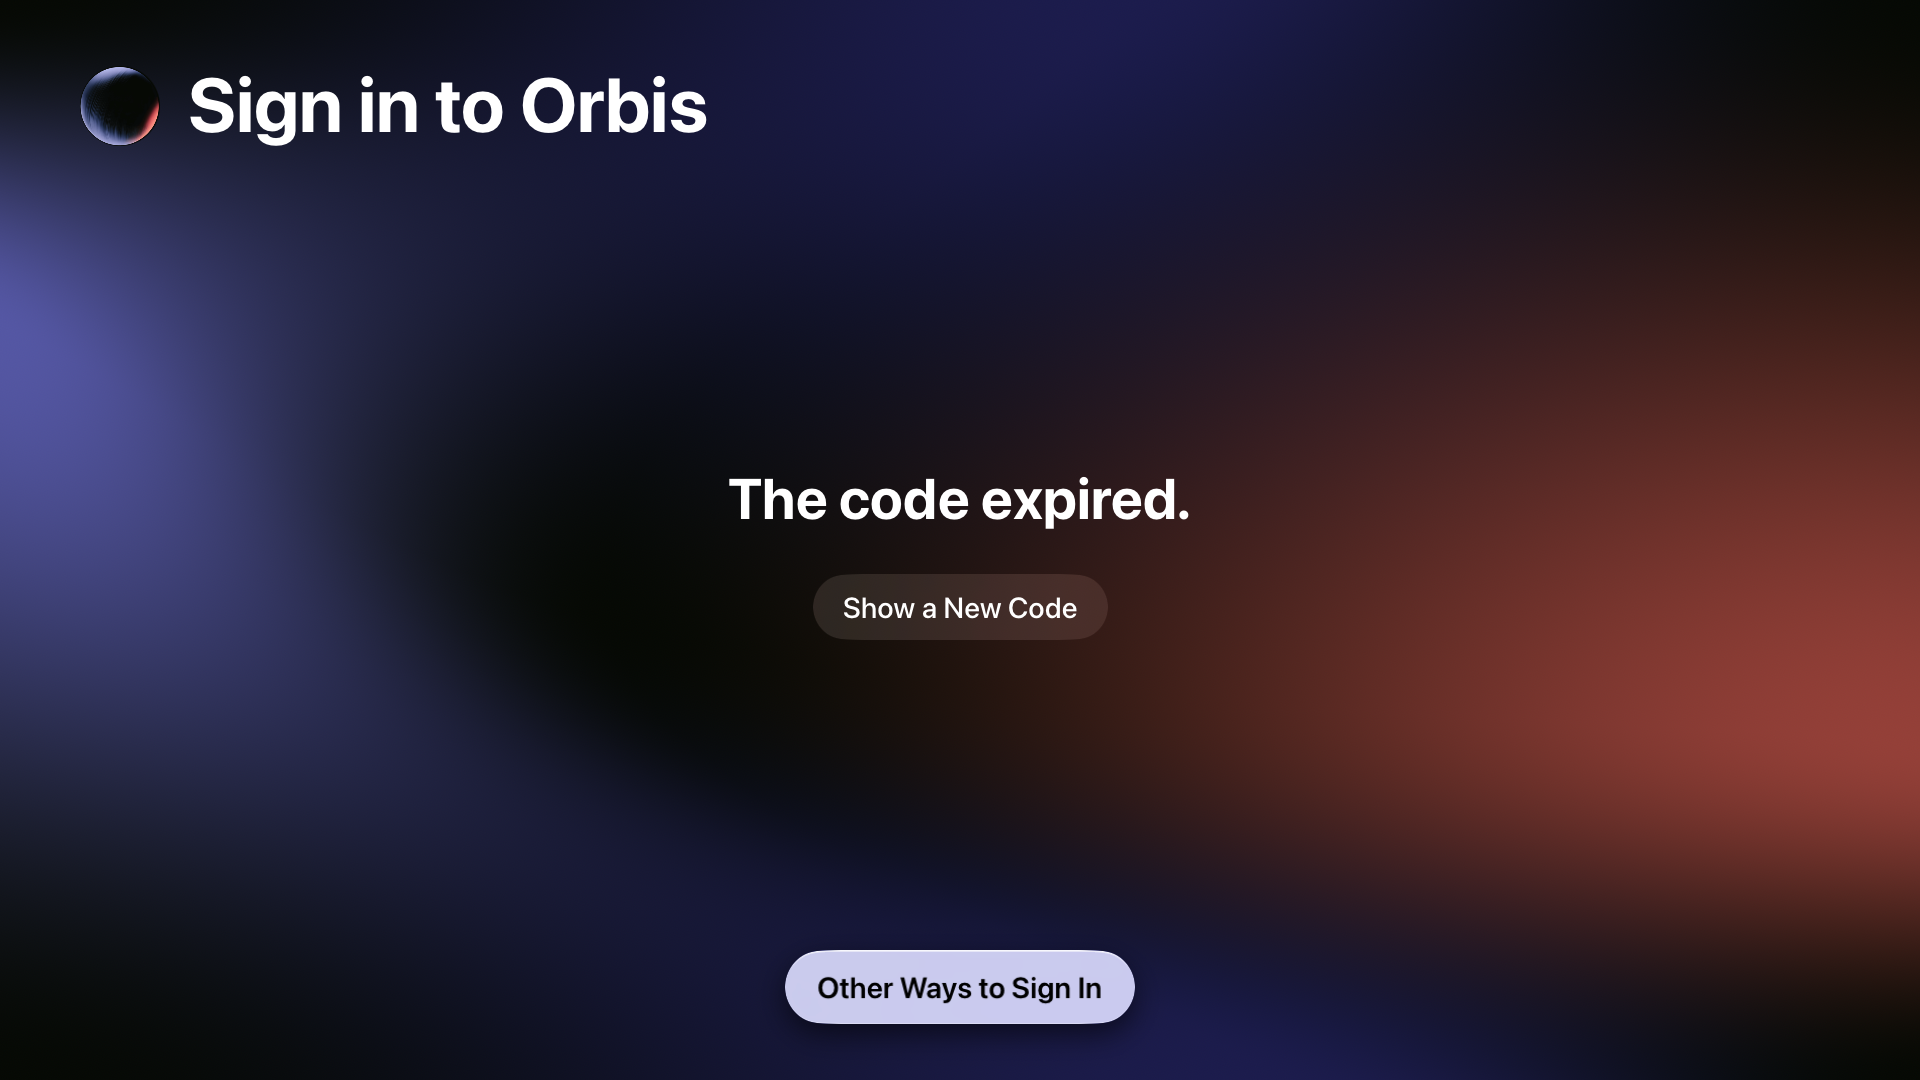 Sign in to Orbis
The code expired.
Show a New Code
Other Ways to Sign In